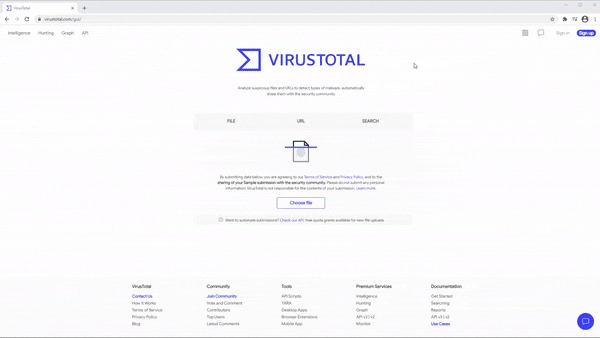 VirusTotal
virustotal.com/gui/
Intelligence Hunting Graph API
Sign in Sign up
VIRUSTOTAL
Analyze suspicious files and URLs to detect types of malware, automatically
share them with the security community
FILE URL SEARCH
By submitting data below, you are agreeing to our Terms of Service and Privacy Policy, and to the
sharing of your Sample submission with the security community. Please do not submit any personal
information; VirusTotal is not responsible for the contents of your submission. Learn more.
Choose file
Want to automate submissions? Check our API, free quota grants available for new file uploads
VirusTotal Community Tools Premium Services Documentation
Contact Us Join Community API Scripts Intelligence Get Started
How It Works Vote and Comment YARA Hunting Searching
Terms of Service Contributors Desktop Apps Graph Reports
Privacy Policy Top Users Browser Extensions API v3 | v2 API v3 | v2
Blog Latest Comments Mobile App Monitor Use Cases